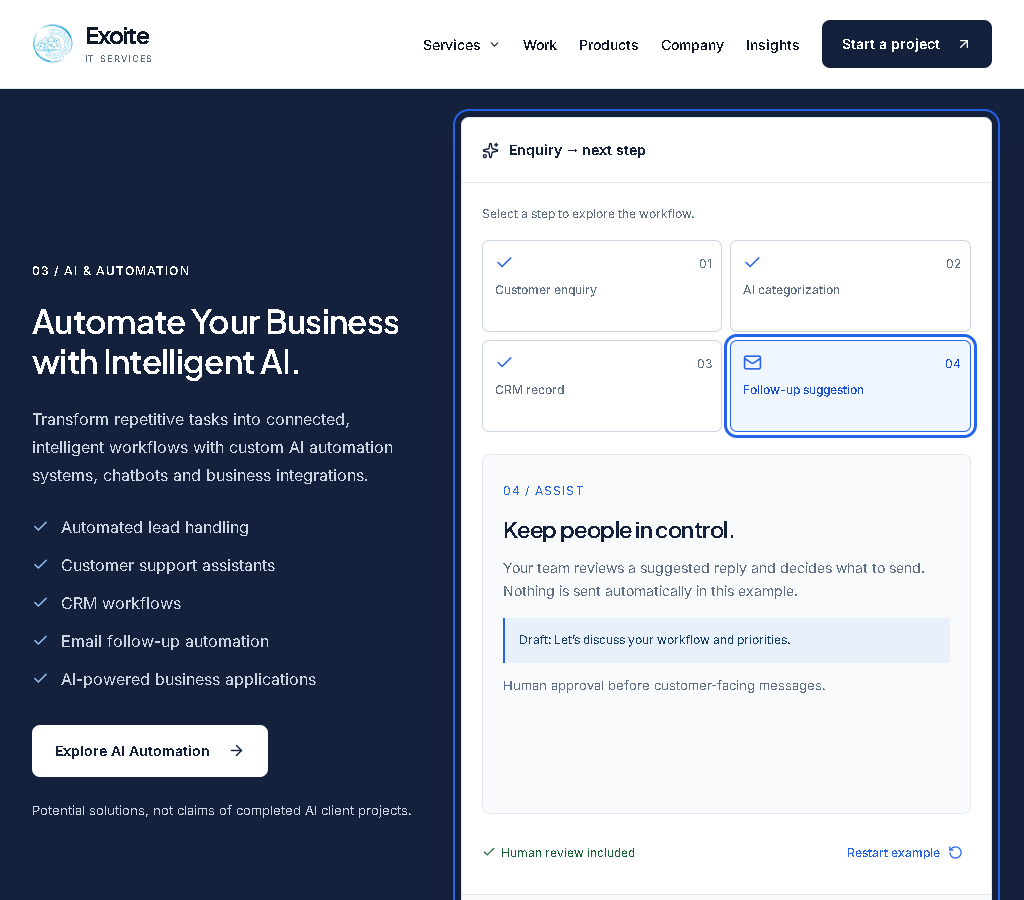 Exoite
IT SERVICES
Services
Work
Products
Company
Insights
Start a project
03 / AI & AUTOMATION
Automate Your Business
with Intelligent AI.
Transform repetitive tasks into connected,
intelligent workflows with custom AI automation
systems, chatbots and business integrations.
Automated lead handling
Customer support assistants
CRM workflows
Email follow-up automation
AI-powered business applications
Explore AI Automation →
Potential solutions, not claims of completed AI client projects.
Enquiry → next step
Select a step to explore the workflow.
01
Customer enquiry
02
AI categorization
03
CRM record
04
Follow-up suggestion
04 / ASSIST
Keep people in control.
Your team reviews a suggested reply and decides what to send.
Nothing is sent automatically in this example.
Draft: Let's discuss your workflow and priorities.
Human approval before customer-facing messages.
Human review included
Restart example